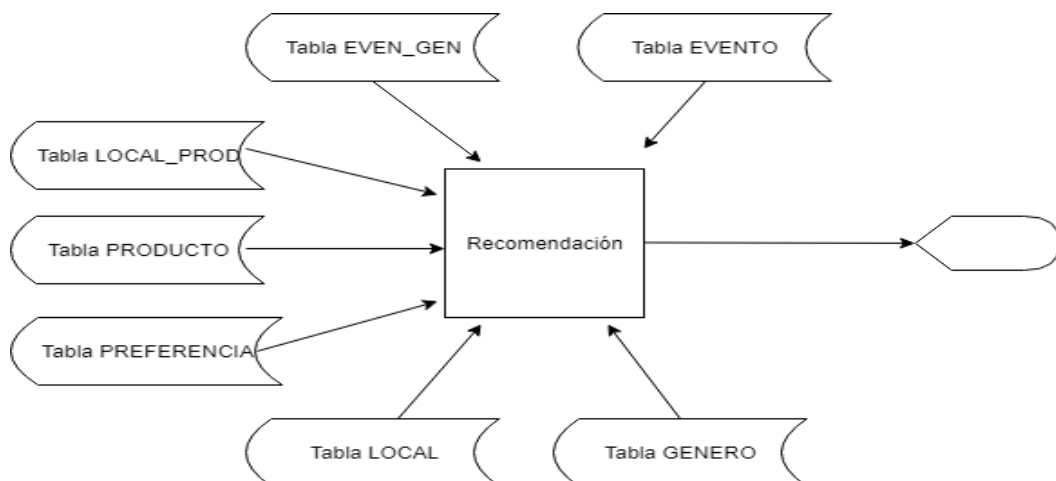 Tabla EVEN_GEN
Tabla EVENTO
Tabla LOCAL_PROD
Tabla PRODUCTO
Recomendación
Tabla PREFERENCIA
Tabla LOCAL
Tabla GENERO